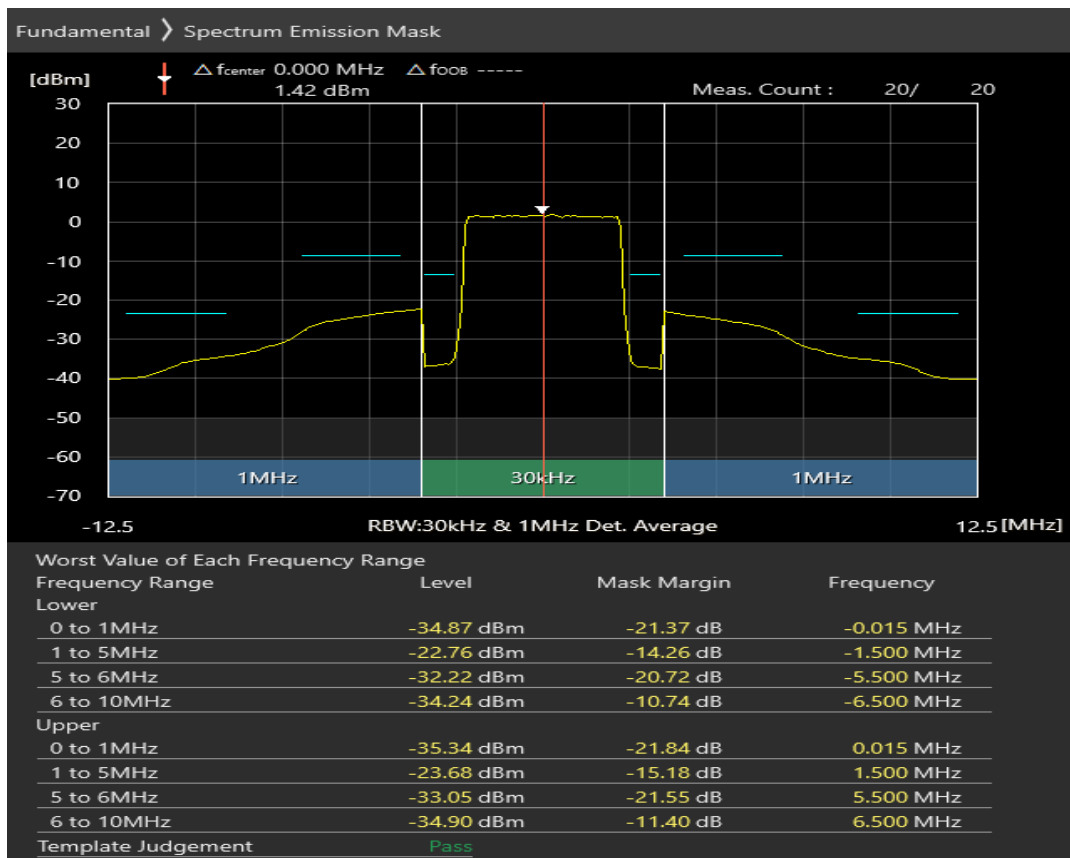 Fundamental ❯ Spectrum Emission Mask
[dBm] △ fcenter 0.000 MHz △ fOOB -----
1.42 dBm Meas. Count : 20/ 20
30
20
10
0
-10
-20
-30
-40
-50
-60
-70
1MHz 30kHz 1MHz
-12.5 RBW:30kHz & 1MHz Det. Average 12.5 [MHz]
Worst Value of Each Frequency Range
Frequency Range Level Mask Margin Frequency
Lower
0 to 1MHz -34.87 dBm -21.37 dB -0.015 MHz
1 to 5MHz -22.76 dBm -14.26 dB -1.500 MHz
5 to 6MHz -32.22 dBm -20.72 dB -5.500 MHz
6 to 10MHz -34.24 dBm -10.74 dB -6.500 MHz
Upper
0 to 1MHz -35.34 dBm -21.84 dB 0.015 MHz
1 to 5MHz -23.68 dBm -15.18 dB 1.500 MHz
5 to 6MHz -33.05 dBm -21.55 dB 5.500 MHz
6 to 10MHz -34.90 dBm -11.40 dB 6.500 MHz
Template Judgement Pass